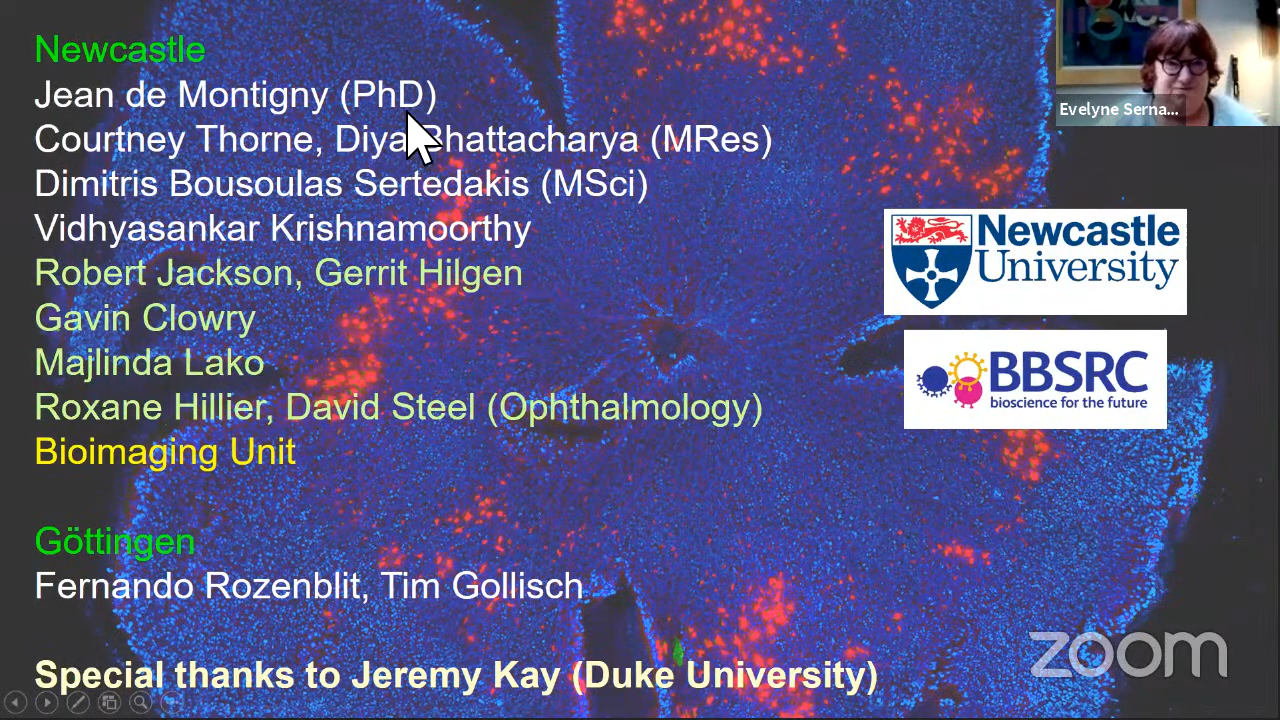 Newcastle
Jean de Montigny (PhD)
Courtney Thorne, Diya Bhattacharya (MRes)
Dimitris Bousoulas Sertedakis (MSci)
Vidhyasankar Krishnamoorthy
Robert Jackson, Gerrit Hilgen
Gavin Clowry
Majlinda Lako
Roxane Hillier, David Steel (Ophthalmology)
Bioimaging Unit
Göttingen
Fernando Rozenblit, Tim Gollisch
Special thanks to Jeremy Kay (Duke University)
Evelyne Serna...
Newcastle
University
BBSRC
bioscience for the future
zoom